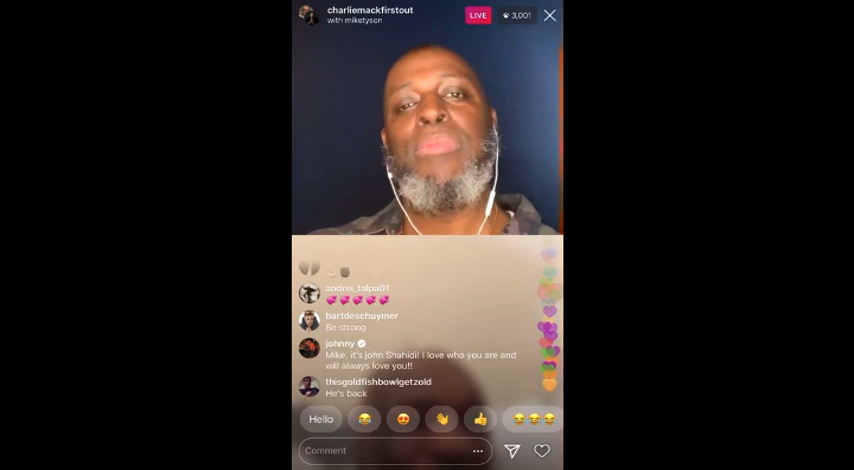 charliemackfirstout
with miketyson
LIVE
3,001
andrei_talpa01
bartdeschuymer
Be strong
johnny
Mike, it's john Shahidi! I love who you are and
will always love you!!
thisgoldfishbowlgetzold
He's back
Hello
Comment